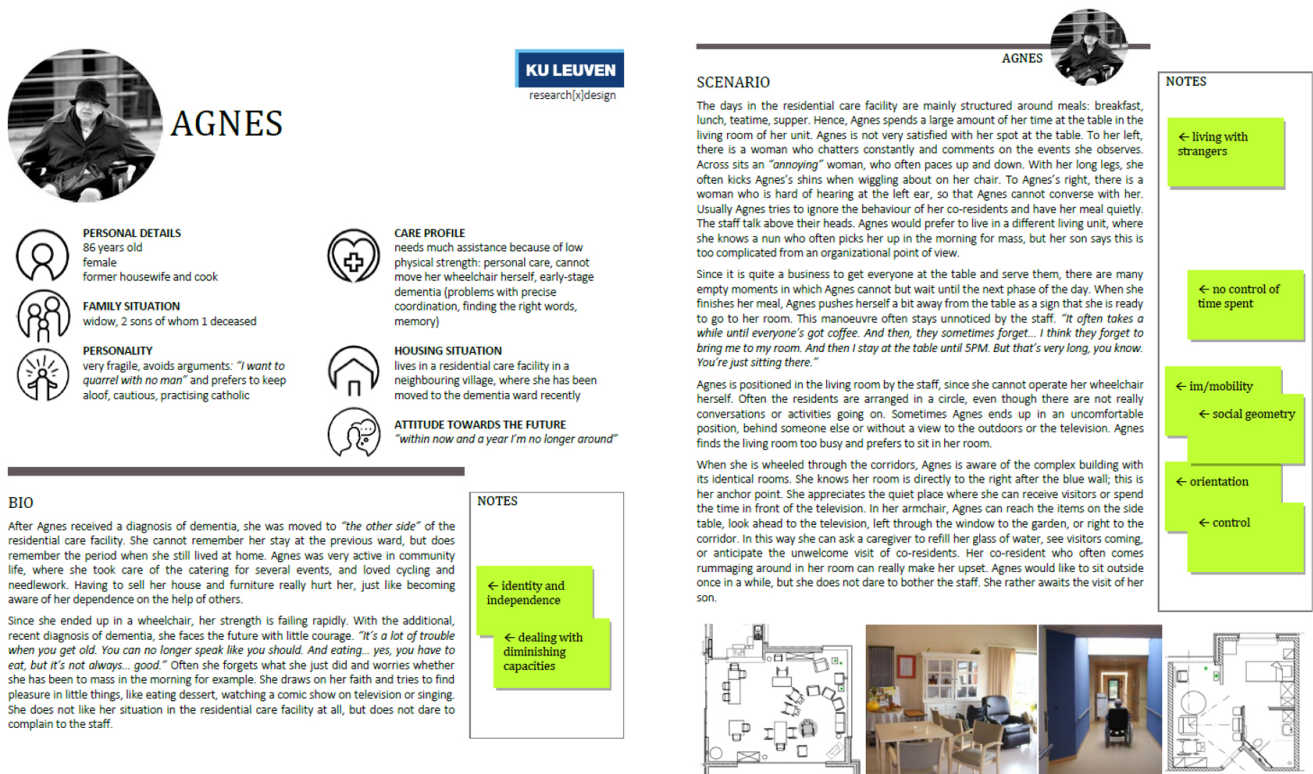 AGNES
KU LEUVEN
research[x]design
PERSONAL DETAILS
86 years old
female
former housewife and cook
FAMILY SITUATION
widow, 2 sons of whom 1 deceased
PERSONALITY
very fragile, avoids arguments: "I want to
quarrel with no man" and prefers to keep
aloof, cautious, practising catholic
CARE PROFILE
needs much assistance because of low
physical strength: personal care, cannot
move her wheelchair herself, early-stage
dementia (problems with precise
coordination, finding the right words,
memory)
HOUSING SITUATION
lives in a residential care facility in a
neighbouring village, where she has been
moved to the dementia ward recently
ATTITUDE TOWARDS THE FUTURE
"within now and a year I'm no longer around"
BIO
After Agnes received a diagnosis of dementia, she was moved to "the other side" of the
residential care facility. She cannot remember her stay at the previous ward, but does
remember the period when she still lived at home. Agnes was very active in community
life, where she took care of the catering for several events, and loved cycling and
needlework. Having to sell her house and furniture really hurt her, just like becoming
aware of her dependence on the help of others.
Since she ended up in a wheelchair, her strength is failing rapidly. With the additional,
recent diagnosis of dementia, she faces the future with little courage. "It's a lot of trouble
when you get old. You can no longer speak like you should. And eating... yes, you have to
eat, but it's not always... good." Often she forgets what she just did and worries whether
she has been to mass in the morning for example. She draws on her faith and tries to find
pleasure in little things, like eating dessert, watching a comic show on television or singing.
She does not like her situation in the residential care facility at all, but does not dare to
complain to the staff.
NOTES
← identity and
independence
← dealing with
diminishing
capacities
AGNES
SCENARIO
The days in the residential care facility are mainly structured around meals: breakfast,
lunch, teatime, supper. Hence, Agnes spends a large amount of her time at the table in the
living room of her unit. Agnes is not very satisfied with her spot at the table. To her left,
there is a woman who chatters constantly and comments on the events she observes.
Across sits an "annoying" woman, who often paces up and down. With her long legs, she
often kicks Agnes's shins when wiggling about on her chair. To Agnes's right, there is a
woman who is hard of hearing at the left ear, so that Agnes cannot converse with her.
Usually Agnes tries to ignore the behaviour of her co-residents and have her meal quietly.
The staff talk above their heads. Agnes would prefer to live in a different living unit, where
she knows a nun who often picks her up in the morning for mass, but her son says this is
too complicated from an organizational point of view.
Since it is quite a business to get everyone at the table and serve them, there are many
empty moments in which Agnes cannot but wait until the next phase of the day. When she
finishes her meal, Agnes pushes herself a bit away from the table as a sign that she is ready
to go to her room. This manoeuvre often stays unnoticed by the staff. "It often takes a
while until everyone's got coffee. And then, they sometimes forget... I think they forget to
bring me to my room. And then I stay at the table until 5PM. But that's very long, you know.
You're just sitting there."
Agnes is positioned in the living room by the staff, since she cannot operate her wheelchair
herself. Often the residents are arranged in a circle, even though there are not really
conversations or activities going on. Sometimes Agnes ends up in an uncomfortable
position, behind someone else or without a view to the outdoors or the television. Agnes
finds the living room too busy and prefers to sit in her room.
When she is wheeled through the corridors, Agnes is aware of the complex building with
its identical rooms. She knows her room is directly to the right after the blue wall; this is
her anchor point. She appreciates the quiet place where she can receive visitors or spend
the time in front of the television. In her armchair, Agnes can reach the items on the side
table, look ahead to the television, left through the window to the garden, or right to the
corridor. In this way she can ask a caregiver to refill her glass of water, see visitors coming,
or anticipate the unwelcome visit of co-residents. Her co-resident who often comes
rummaging around in her room can really make her upset. Agnes would like to sit outside
once in a while, but she does not dare to bother the staff. She rather awaits the visit of her
son.
NOTES
← living with
strangers
← no control of
time spent
← im/mobility
← social geometry
← orientation
← control